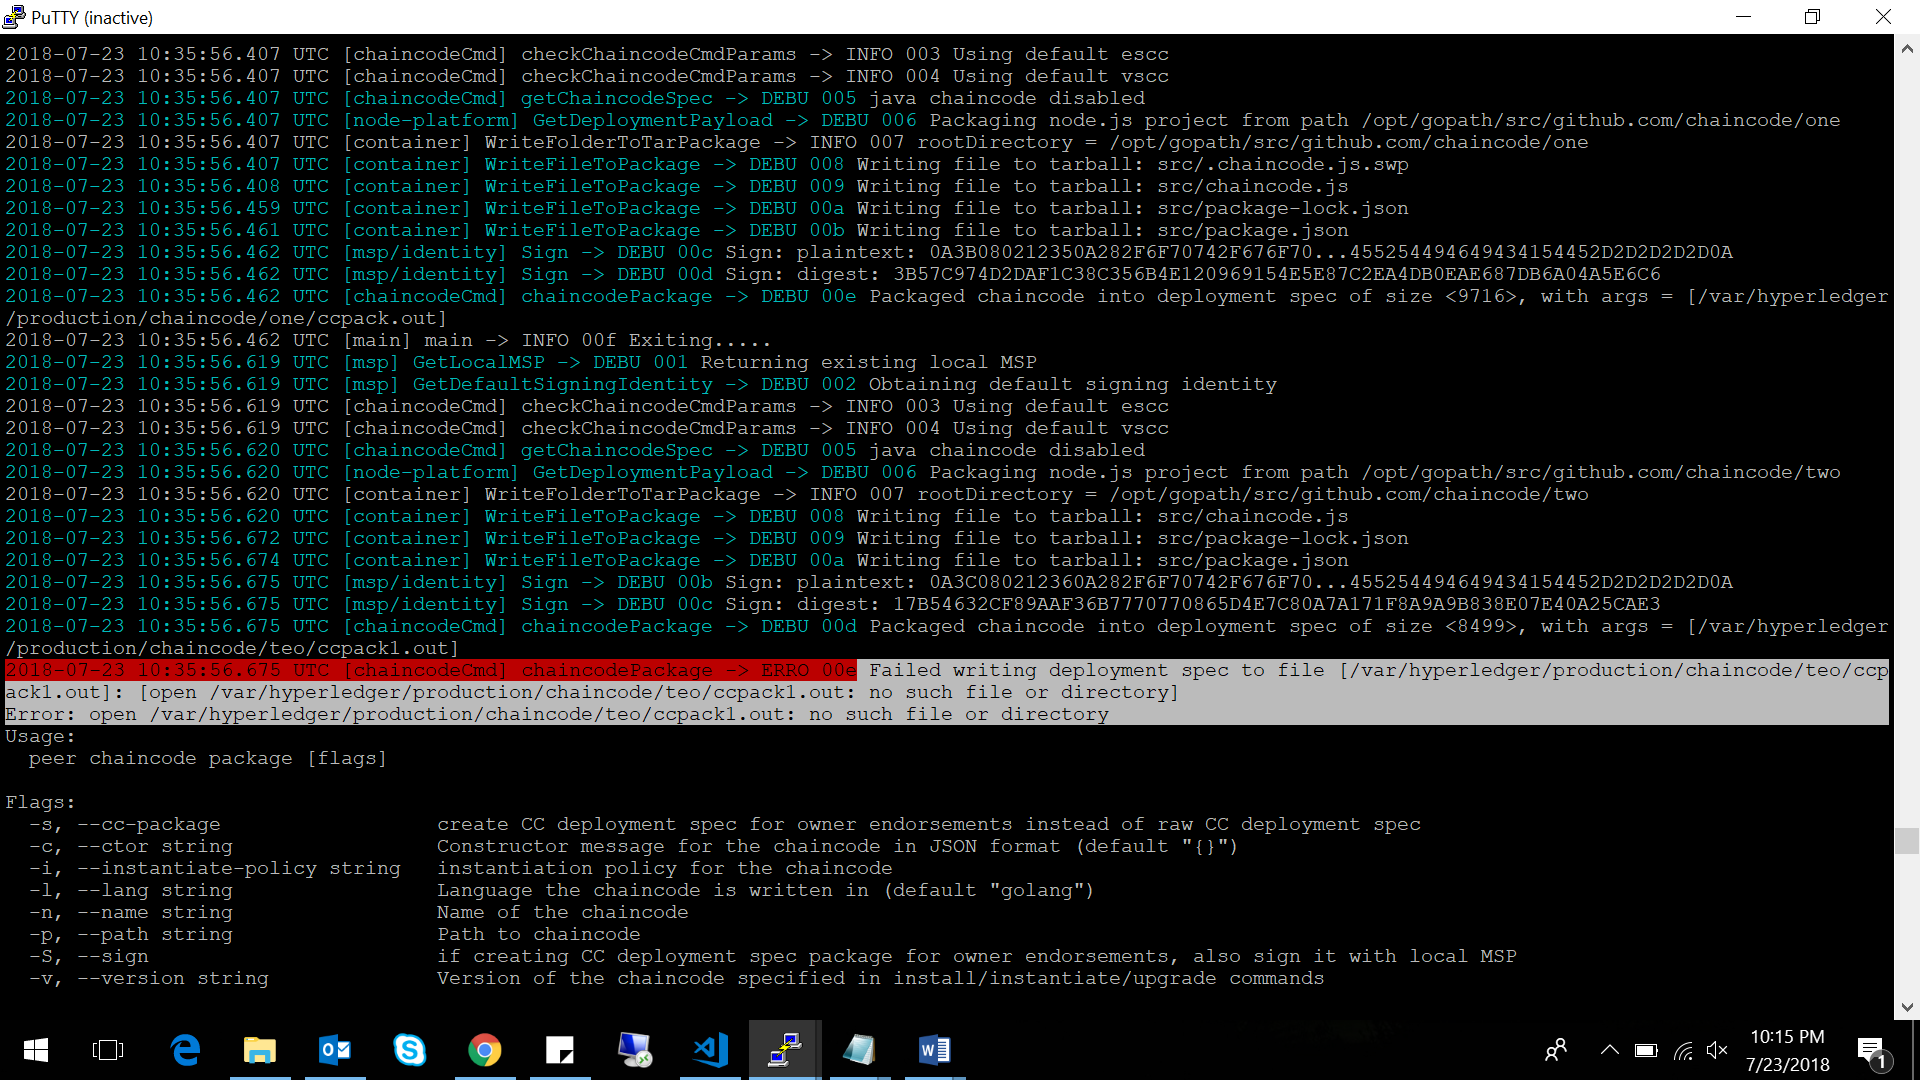 PuTTY (inactive)
2018-07-23 10:35:56.407 UTC [chaincodeCmd] checkChaincodeCmdParams -> INFO 003 Using default escc
2018-07-23 10:35:56.407 UTC [chaincodeCmd] checkChaincodeCmdParams -> INFO 004 Using default vscc
2018-07-23 10:35:56.407 UTC [chaincodeCmd] getChaincodeSpec -> DEBU 005 java chaincode disabled
2018-07-23 10:35:56.407 UTC [node-platform] GetDeploymentPayload -> DEBU 006 Packaging node.js project from path /opt/gopath/src/github.com/chaincode/one
2018-07-23 10:35:56.407 UTC [container] WriteFolderToTarPackage -> INFO 007 rootDirectory = /opt/gopath/src/github.com/chaincode/one
2018-07-23 10:35:56.407 UTC [container] WriteFileToPackage -> DEBU 008 Writing file to tarball: src/.chaincode.js.swp
2018-07-23 10:35:56.408 UTC [container] WriteFileToPackage -> DEBU 009 Writing file to tarball: src/chaincode.js
2018-07-23 10:35:56.459 UTC [container] WriteFileToPackage -> DEBU 00a Writing file to tarball: src/package-lock.json
2018-07-23 10:35:56.461 UTC [container] WriteFileToPackage -> DEBU 00b Writing file to tarball: src/package.json
2018-07-23 10:35:56.462 UTC [msp/identity] Sign -> DEBU 00c Sign: plaintext: 0A3B080212350A282F6F70742F676F70...455254494649434154452D2D2D2D2D0A
2018-07-23 10:35:56.462 UTC [msp/identity] Sign -> DEBU 00d Sign: digest: 3B57C974D2DAF1C38C356B4E120969154E5E87C2EA4DB0EAE687DB6A04A5E6C6
2018-07-23 10:35:56.462 UTC [chaincodeCmd] chaincodePackage -> DEBU 00e Packaged chaincode into deployment spec of size <9716>, with args = [/var/hyperledger
/production/chaincode/one/ccpack.out]
2018-07-23 10:35:56.462 UTC [main] main -> INFO 00f Exiting.....
2018-07-23 10:35:56.619 UTC [msp] GetLocalMSP -> DEBU 001 Returning existing local MSP
2018-07-23 10:35:56.619 UTC [msp] GetDefaultSigningIdentity -> DEBU 002 Obtaining default signing identity
2018-07-23 10:35:56.619 UTC [chaincodeCmd] checkChaincodeCmdParams -> INFO 003 Using default escc
2018-07-23 10:35:56.619 UTC [chaincodeCmd] checkChaincodeCmdParams -> INFO 004 Using default vscc
2018-07-23 10:35:56.620 UTC [chaincodeCmd] getChaincodeSpec -> DEBU 005 java chaincode disabled
2018-07-23 10:35:56.620 UTC [node-platform] GetDeploymentPayload -> DEBU 006 Packaging node.js project from path /opt/gopath/src/github.com/chaincode/two
2018-07-23 10:35:56.620 UTC [container] WriteFolderToTarPackage -> INFO 007 rootDirectory = /opt/gopath/src/github.com/chaincode/two
2018-07-23 10:35:56.620 UTC [container] WriteFileToPackage -> DEBU 008 Writing file to tarball: src/chaincode.js
2018-07-23 10:35:56.672 UTC [container] WriteFileToPackage -> DEBU 009 Writing file to tarball: src/package-lock.json
2018-07-23 10:35:56.674 UTC [container] WriteFileToPackage -> DEBU 00a Writing file to tarball: src/package.json
2018-07-23 10:35:56.675 UTC [msp/identity] Sign -> DEBU 00b Sign: plaintext: 0A3C080212360A282F6F70742F676F70...455254494649434154452D2D2D2D2D0A
2018-07-23 10:35:56.675 UTC [msp/identity] Sign -> DEBU 00c Sign: digest: 17B54632CF89AAF36B7770770865D4E7C80A7A171F8A9A9B838E07E40A25CAE3
2018-07-23 10:35:56.675 UTC [chaincodeCmd] chaincodePackage -> DEBU 00d Packaged chaincode into deployment spec of size <8499>, with args = [/var/hyperledger
/production/chaincode/teo/ccpack1.out]
2018-07-23 10:35:56.675 UTC [chaincodeCmd] chaincodePackage -> ERRO 00e Failed writing deployment spec to file [/var/hyperledger/production/chaincode/teo/ccp
ack1.out]: [open /var/hyperledger/production/chaincode/teo/ccpack1.out: no such file or directory]
Error: open /var/hyperledger/production/chaincode/teo/ccpack1.out: no such file or directory
Usage:
  peer chaincode package [flags]
Flags:
  -s, --cc-package                  create CC deployment spec for owner endorsements instead of raw CC deployment spec
  -c, --ctor string                 Constructor message for the chaincode in JSON format (default "{}")
  -i, --instantiate-policy string   instantiation policy for the chaincode
  -l, --lang string                 Language the chaincode is written in (default "golang")
  -n, --name string                 Name of the chaincode
  -p, --path string                 Path to chaincode
  -S, --sign                        if creating CC deployment spec package for owner endorsements, also sign it with local MSP
  -v, --version string              Version of the chaincode specified in install/instantiate/upgrade commands
10:15 PM
7/23/2018
1